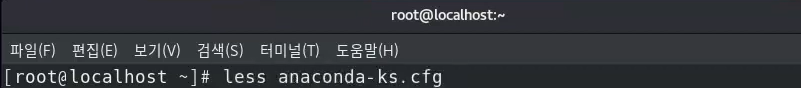 root@localhost:~
파일(F) 편집(E) 보기(V) 검색(S) 터미널(T) 도움말(H)
[root@localhost ~]# less anaconda-ks.cfg